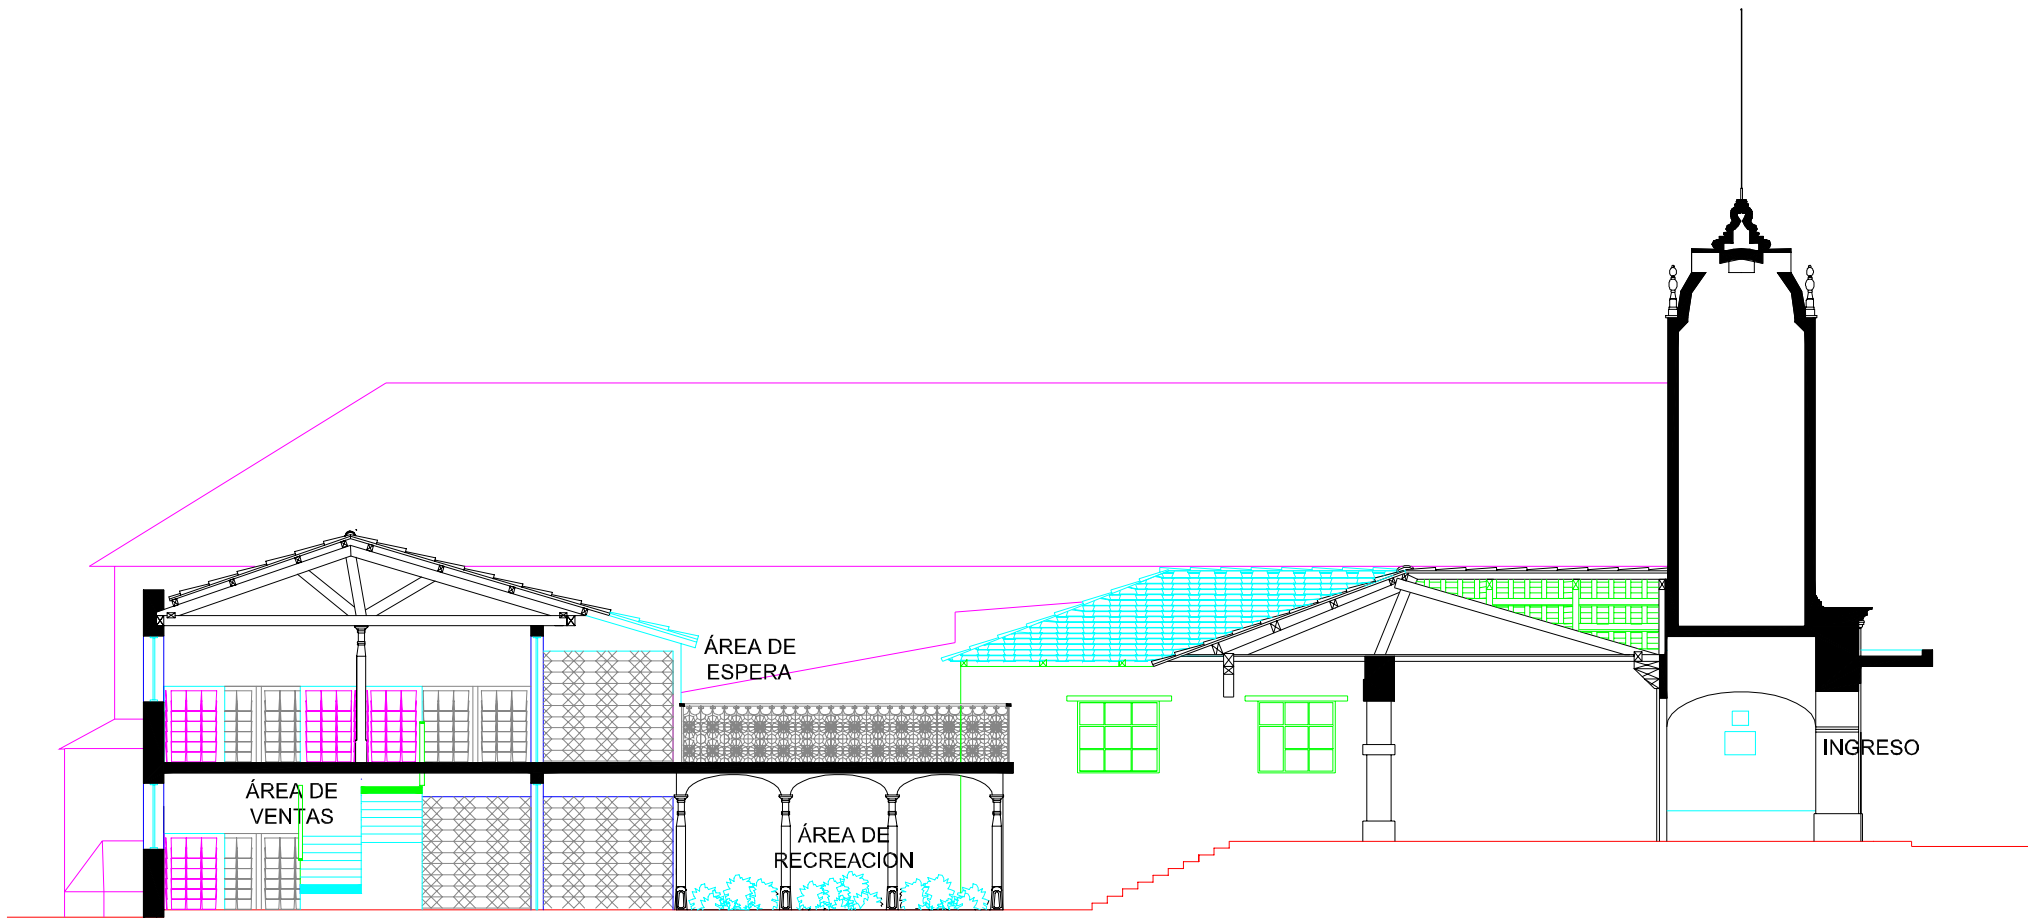 ÁREA DE
ESPERA
INGRESO
ÁREA DE
VENTAS
ÁREA DE
RECREACION